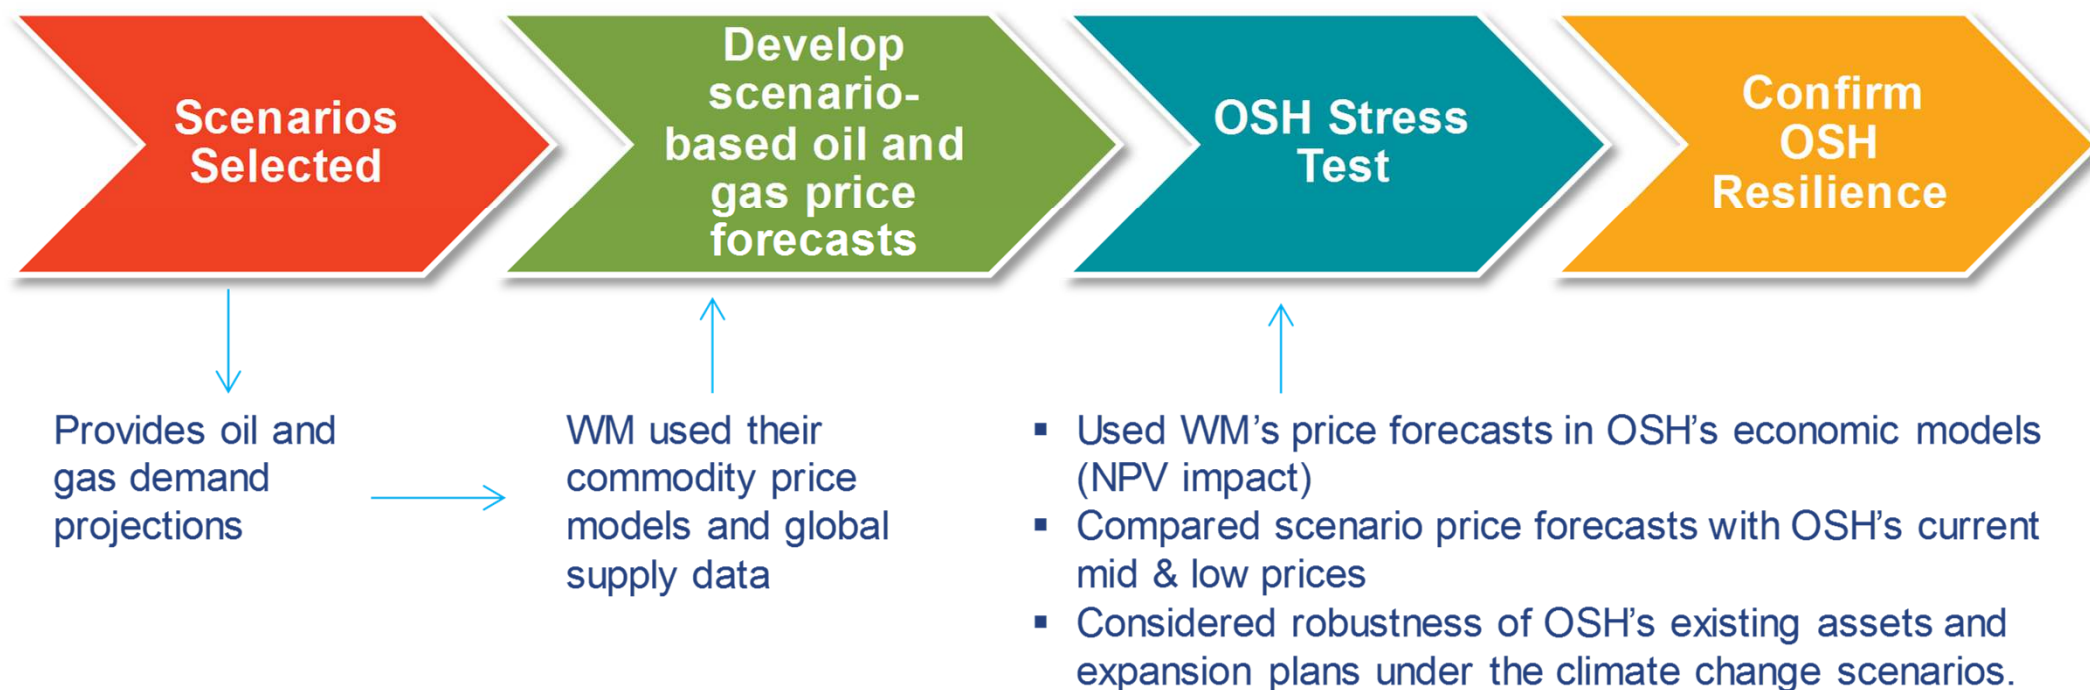 Scenarios
Selected
Develop
scenario-
based oil and
gas price
forecasts
OSH Stress
Test
Confirm
OSH
Resilience
Provides oil and
gas demand
projections
WM used their
commodity price
models and global
supply data
▪ Used WM's price forecasts in OSH's economic models
(NPV impact)
▪ Compared scenario price forecasts with OSH's current
mid & low prices
▪ Considered robustness of OSH's existing assets and
expansion plans under the climate change scenarios.